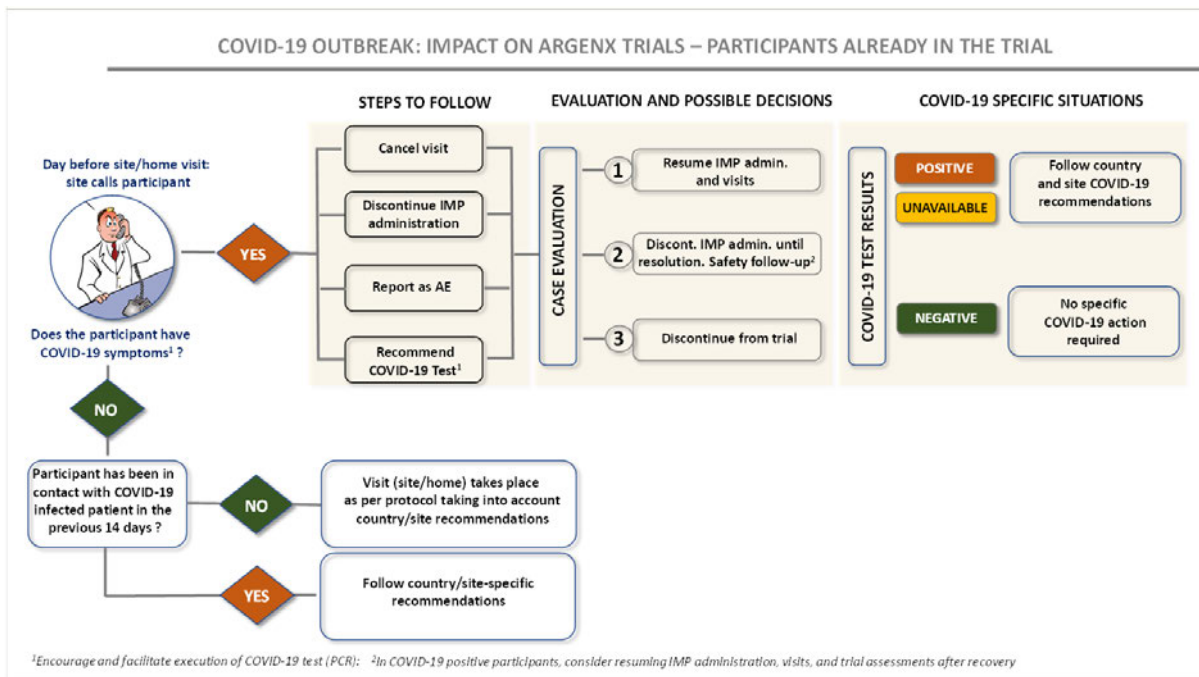 COVID-19 OUTBREAK: IMPACT ON ARGENX TRIALS – PARTICIPANTS ALREADY IN THE TRIAL
STEPS TO FOLLOW
EVALUATION AND POSSIBLE DECISIONS
COVID-19 SPECIFIC SITUATIONS
Day before site/home visit:
site calls participant
Does the participant have
COVID-19 symptoms¹ ?
YES
Cancel visit
Discontinue IMP
administration
Report as AE
Recommend
COVID-19 Test¹
CASE EVALUATION
1
Resume IMP admin.
and visits
2
Discont. IMP admin. until
resolution. Safety follow-up²
3
Discontinue from trial
COVID-19 TEST RESULTS
POSITIVE
UNAVAILABLE
Follow country
and site COVID-19
recommendations
NEGATIVE
No specific
COVID-19 action
required
NO
Participant has been in
contact with COVID-19
infected patient in the
previous 14 days ?
NO
Visit (site/home) takes place
as per protocol taking into account
country/site recommendations
YES
Follow country/site-specific
recommendations
¹Encourage and facilitate execution of COVID-19 test (PCR): ²In COVID-19 positive participants, consider resuming IMP administration, visits, and trial assessments after recovery